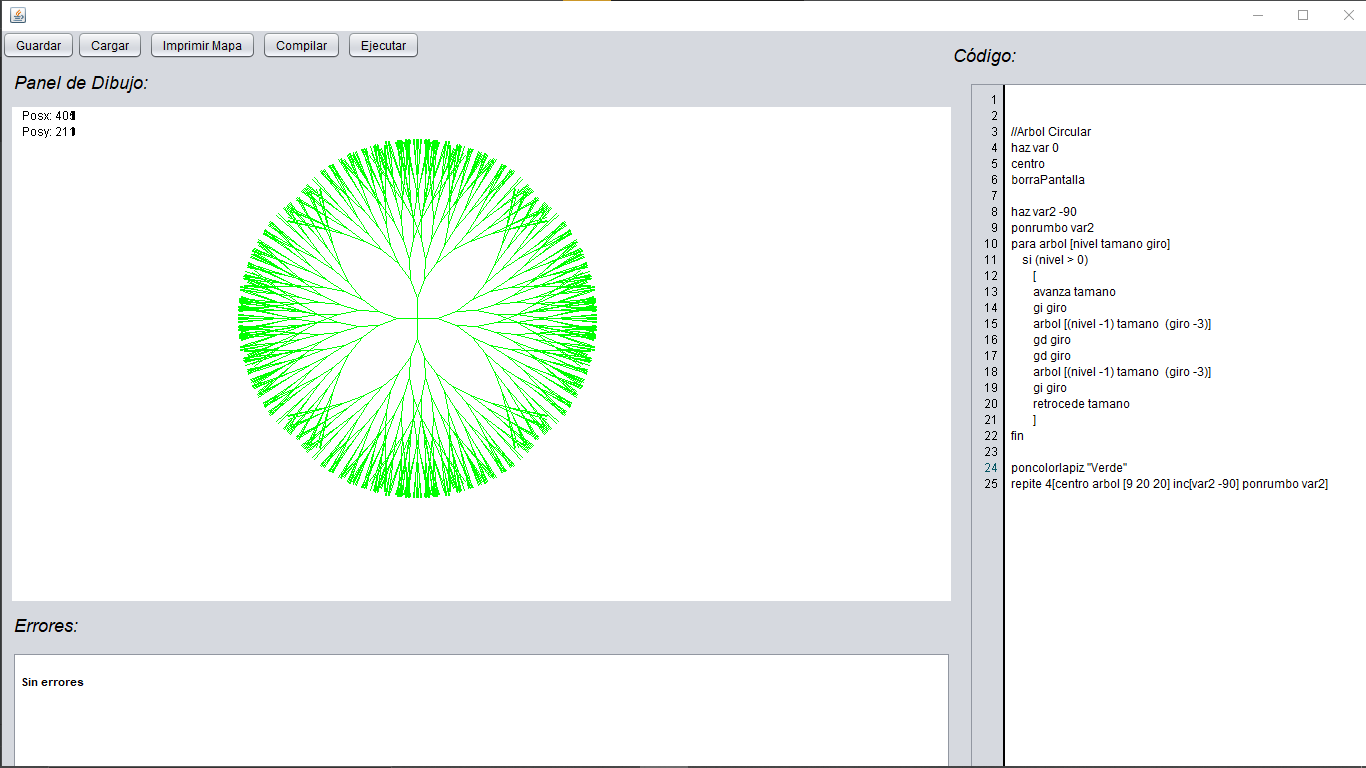 Guardar Cargar Imprimir Mapa Compilar Ejecutar
Panel de Dibujo:
Posx:
Posy:
Errores:
Sin errores
Código:
1
2
3 //Arbol Circular
4 haz var 0
5 centro
6 borraPantalla
7
8 haz var2 -90
9 ponrumbo var2
10 para arbol [nivel tamano giro]
11 si (nivel > 0)
12 [
13 avanza tamano
14 gi giro
15 arbol [(nivel -1) tamano (giro -3)]
16 gd giro
17 gd giro
18 arbol [(nivel -1) tamano (giro -3)]
19 gi giro
20 retrocede tamano
21 ]
22 fin
23
24 poncolorlapiz "Verde"
25 repite 4[centro arbol [9 20 20] inc[var2 -90] ponrumbo var2]